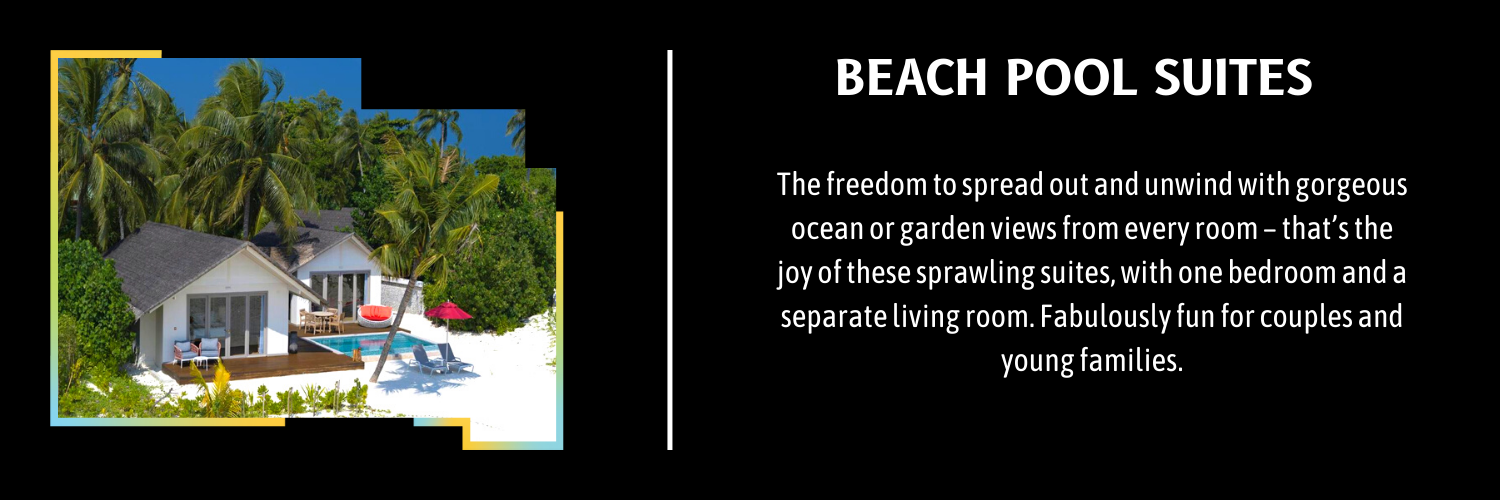 BEACH POOL SUITES
The freedom to spread out and unwind with gorgeous
ocean or garden views from every room – that’s the
joy of these sprawling suites, with one bedroom and a
separate living room. Fabulously fun for couples and
young families.